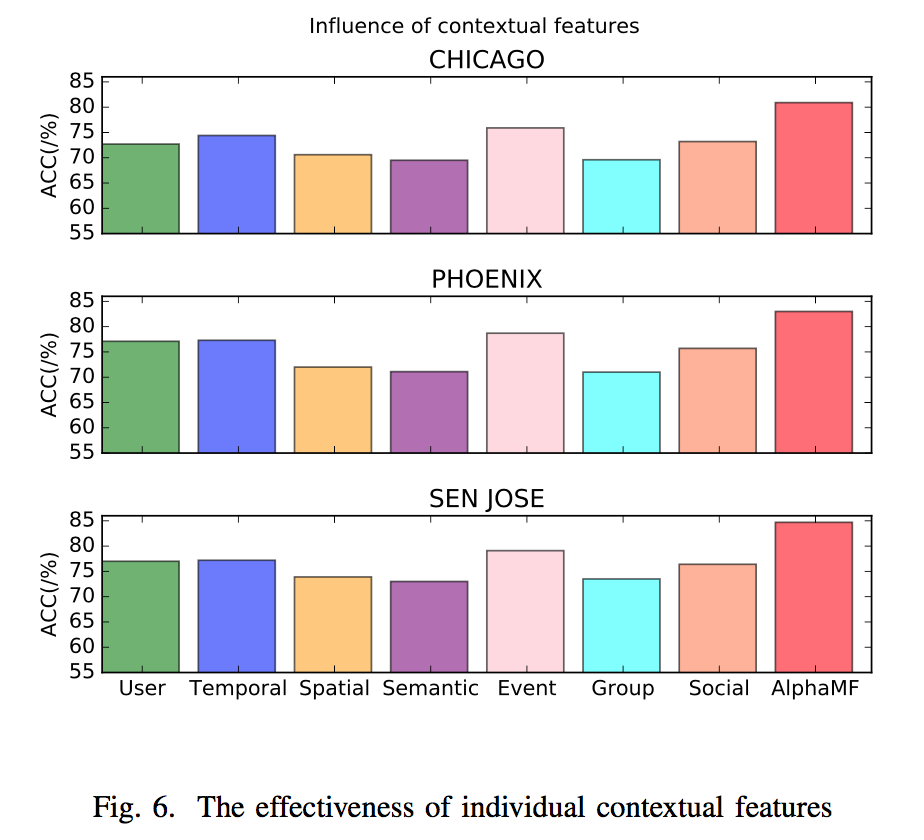 Influence of contextual features
CHICAGO
ACC(/%)
85
80
75
70
65
60
55
PHOENIX
ACC(/%)
85
80
75
70
65
60
55
SEN JOSE
ACC(/%)
85
80
75
70
65
60
55
User Temporal Spatial Semantic Event Group Social AlphaMF
Fig. 6. The effectiveness of individual contextual features